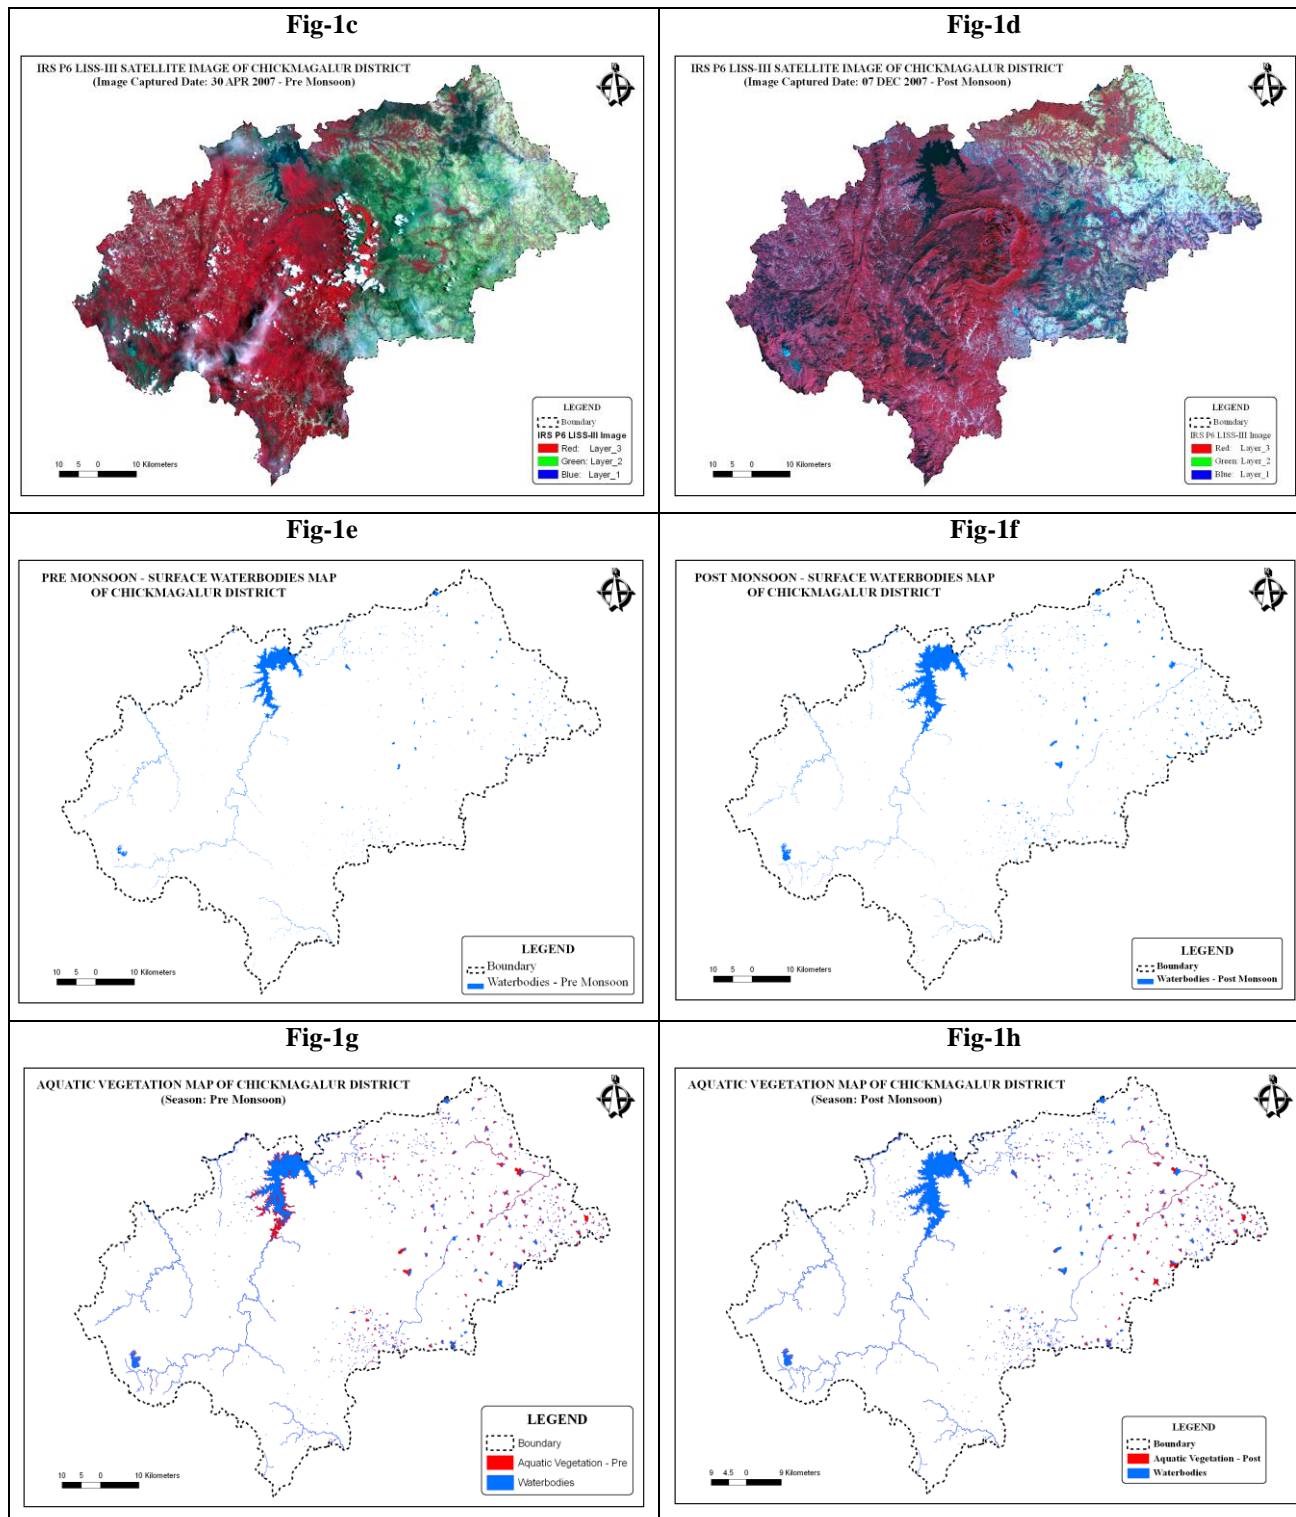 Fig-1c
IRS P6 LISS-III SATELLITE IMAGE OF CHICKMAGALUR DISTRICT
(Image Captured Date: 30 APR 2007 - Pre Monsoon)
LEGEND
Boundary
IRS P6 LISS-III Image
Red: Layer_3
Green: Layer_2
Blue: Layer_1
10 5 0 10 Kilometers
Fig-1d
IRS P6 LISS-III SATELLITE IMAGE OF CHICKMAGALUR DISTRICT
(Image Captured Date: 07 DEC 2007 - Post Monsoon)
LEGEND
Boundary
IRS P6 LISS-III Image
Red: Layer_3
Green: Layer_2
Blue: Layer_1
10 5 0 10 Kilometers
Fig-1e
PRE MONSOON - SURFACE WATERBODIES MAP
OF CHICKMAGALUR DISTRICT
LEGEND
Boundary
Waterbodies - Pre Monsoon
10 5 0 10 Kilometers
Fig-1f
POST MONSOON - SURFACE WATERBODIES MAP
OF CHICKMAGALUR DISTRICT
LEGEND
Boundary
Waterbodies - Post Monsoon
10 5 0 10 Kilometers
Fig-1g
AQUATIC VEGETATION MAP OF CHICKMAGALUR DISTRICT
(Season: Pre Monsoon)
LEGEND
Boundary
Aquatic Vegetation - Pre
Waterbodies
10 5 0 10 Kilometers
Fig-1h
AQUATIC VEGETATION MAP OF CHICKMAGALUR DISTRICT
(Season: Post Monsoon)
LEGEND
Boundary
Aquatic Vegetation - Post
Waterbodies
9 4.5 0 9 Kilometers